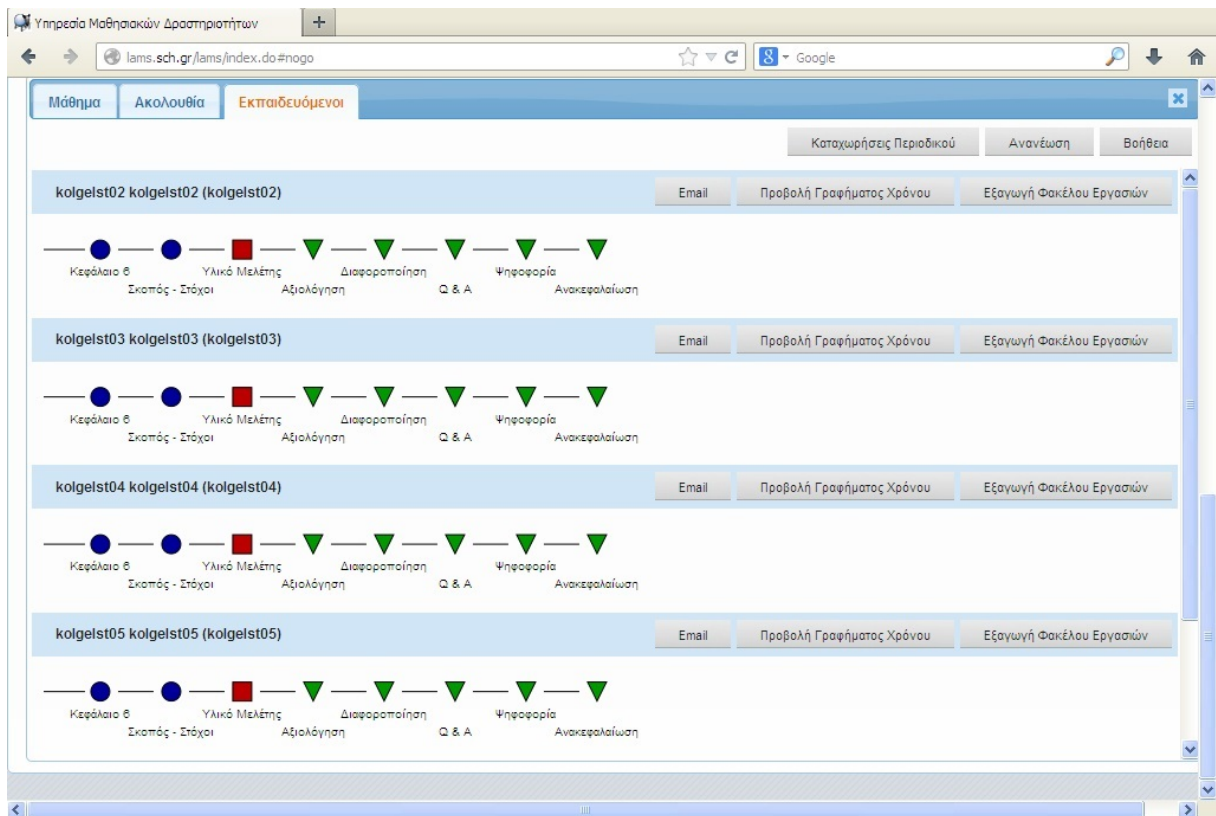 Υπηρεσία Μαθησιακών Δραστηριοτήτων
lams.sch.gr/lams/index.do#nogo
8 Google
Μάθημα Ακολουθία Εκπαιδευόμενοι
Καταχωρήσεις Περιοδικού Ανανέωση Βοήθεια
kolgelst02 kolgelst02 (kolgelst02) Email Προβολή Γραφήματος Χρόνου Εξαγωγή Φακέλου Εργασιών
Κεφάλαιο 6 Υλικό Μελέτης Διαφοροποίηση Ψηφοφορία
Σκοπός - Στόχοι Αξιολόγηση Q & A Ανακεφαλαίωση
kolgelst03 kolgelst03 (kolgelst03) Email Προβολή Γραφήματος Χρόνου Εξαγωγή Φακέλου Εργασιών
Κεφάλαιο 6 Υλικό Μελέτης Διαφοροποίηση Ψηφοφορία
Σκοπός - Στόχοι Αξιολόγηση Q & A Ανακεφαλαίωση
kolgelst04 kolgelst04 (kolgelst04) Email Προβολή Γραφήματος Χρόνου Εξαγωγή Φακέλου Εργασιών
Κεφάλαιο 6 Υλικό Μελέτης Διαφοροποίηση Ψηφοφορία
Σκοπός - Στόχοι Αξιολόγηση Q & A Ανακεφαλαίωση
kolgelst05 kolgelst05 (kolgelst05) Email Προβολή Γραφήματος Χρόνου Εξαγωγή Φακέλου Εργασιών
Κεφάλαιο 6 Υλικό Μελέτης Διαφοροποίηση Ψηφοφορία
Σκοπός - Στόχοι Αξιολόγηση Q & A Ανακεφαλαίωση